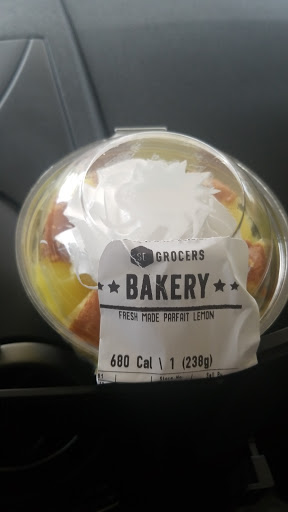 GROCERS
★★ BAKERY ★★
FRESH MADE PARFAIT LEMON
680 Cal \ 1 (238g)